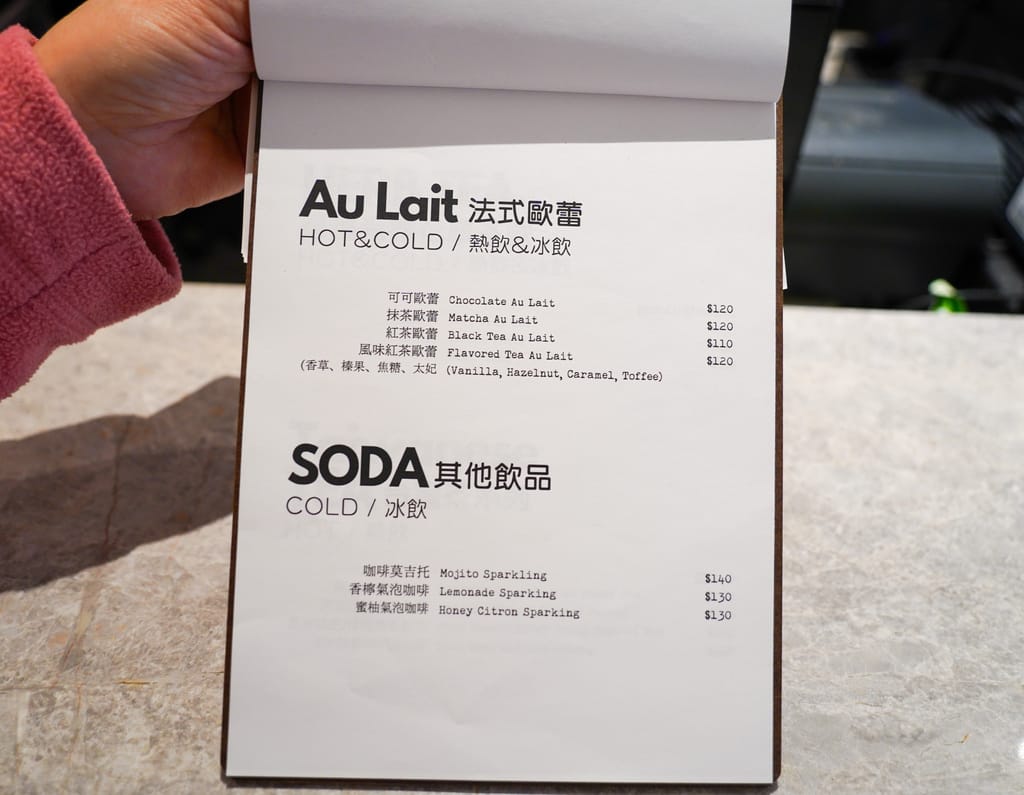 Au Lait 法式歐蕾
HOT&COLD / 熱飲&冰飲
可可歐蕾 Chocolate Au Lait $120
抹茶歐蕾 Matcha Au Lait $120
紅茶歐蕾 Black Tea Au Lait $110
風味紅茶歐蕾 Flavored Tea Au Lait $120
(香草、榛果、焦糖、太妃 (Vanilla, Hazelnut, Caramel, Toffee)
SODA 其他飲品
COLD / 冰飲
咖啡莫吉托 Mojito Sparkling $140
香檸氣泡咖啡 Lemonade Sparking $130
蜜柚氣泡咖啡 Honey Citron Sparking $130